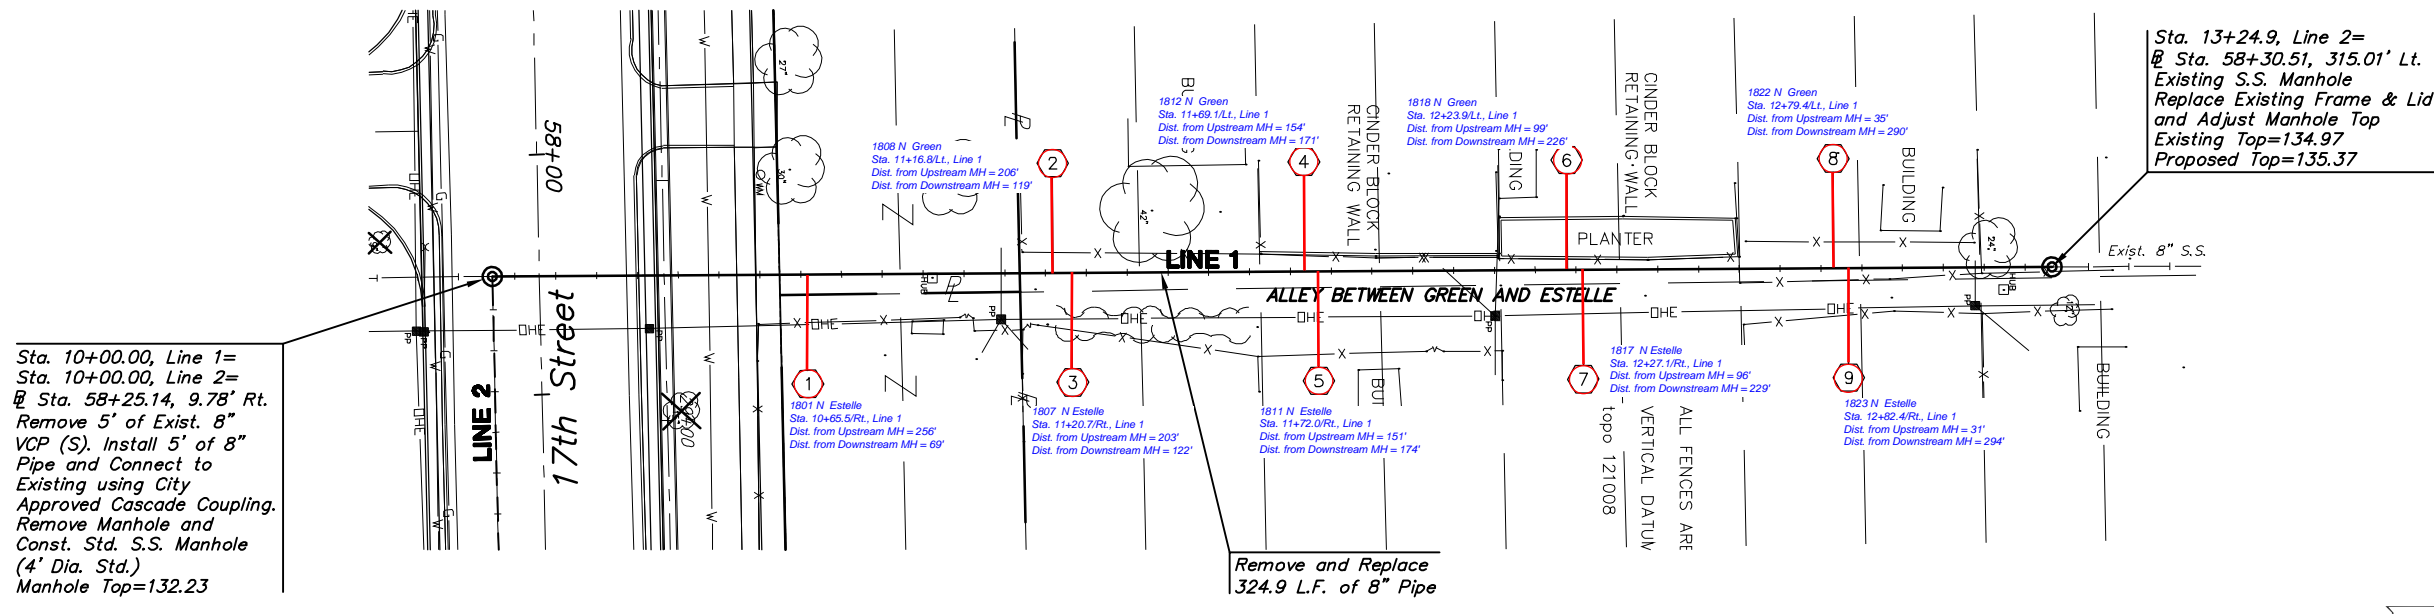 Sta. 10+00.00, Line 1=
Sta. 10+00.00, Line 2=
℄ Sta. 58+25.14, 9.78' Rt.
Remove 5' of Exist. 8"
VCP (S). Install 5' of 8"
Pipe and Connect to
Existing using City
Approved Cascade Coupling.
Remove Manhole and
Const. Std. S.S. Manhole
(4' Dia. Std.)
Manhole Top=132.23
LINE 2
17th Street
58+00
27"
30"
1
1801 N Estelle
Sta. 10+65.5/Rt., Line 1
Dist. from Upstream MH = 256'
Dist. from Downstream MH = 69'
1808 N Green
Sta. 11+16.8/Lt., Line 1
Dist. from Upstream MH = 206'
Dist. from Downstream MH = 119'
2
3
1807 N Estelle
Sta. 11+20.7/Rt., Line 1
Dist. from Upstream MH = 203'
Dist. from Downstream MH = 122'
42"
1812 N Green
Sta. 11+69.1/Lt., Line 1
Dist. from Upstream MH = 154'
Dist. from Downstream MH = 171'
4
LINE 1
ALLEY BETWEEN GREEN AND ESTELLE
5
1811 N Estelle
Sta. 11+72.0/Rt., Line 1
Dist. from Upstream MH = 151'
Dist. from Downstream MH = 174'
Remove and Replace
324.9 L.F. of 8" Pipe
CINDER BLOCK
RETAINING WALL
1818 N Green
Sta. 12+23.9/Lt., Line 1
Dist. from Upstream MH = 99'
Dist. from Downstream MH = 226'
6
PLANTER
CINDER BLOCK
RETAINING WALL
7
1817 N Estelle
Sta. 12+27.1/Rt., Line 1
Dist. from Upstream MH = 96'
Dist. from Downstream MH = 229'
ALL FENCES ARE
VERTICAL DATUM
topo 121008
1822 N Green
Sta. 12+79.4/Lt., Line 1
Dist. from Upstream MH = 35'
Dist. from Downstream MH = 290'
8
BUILDING
24"
9
1823 N Estelle
Sta. 12+82.4/Rt., Line 1
Dist. from Upstream MH = 31'
Dist. from Downstream MH = 294'
BUILDING
Exist. 8" S.S.
Sta. 13+24.9, Line 2=
℄ Sta. 58+30.51, 315.01' Lt.
Existing S.S. Manhole
Replace Existing Frame & Lid
and Adjust Manhole Top
Existing Top=134.97
Proposed Top=135.37
OHE
OHE
OHE
OHE
OHE
OHE
PP
PP
PP
PP
PP